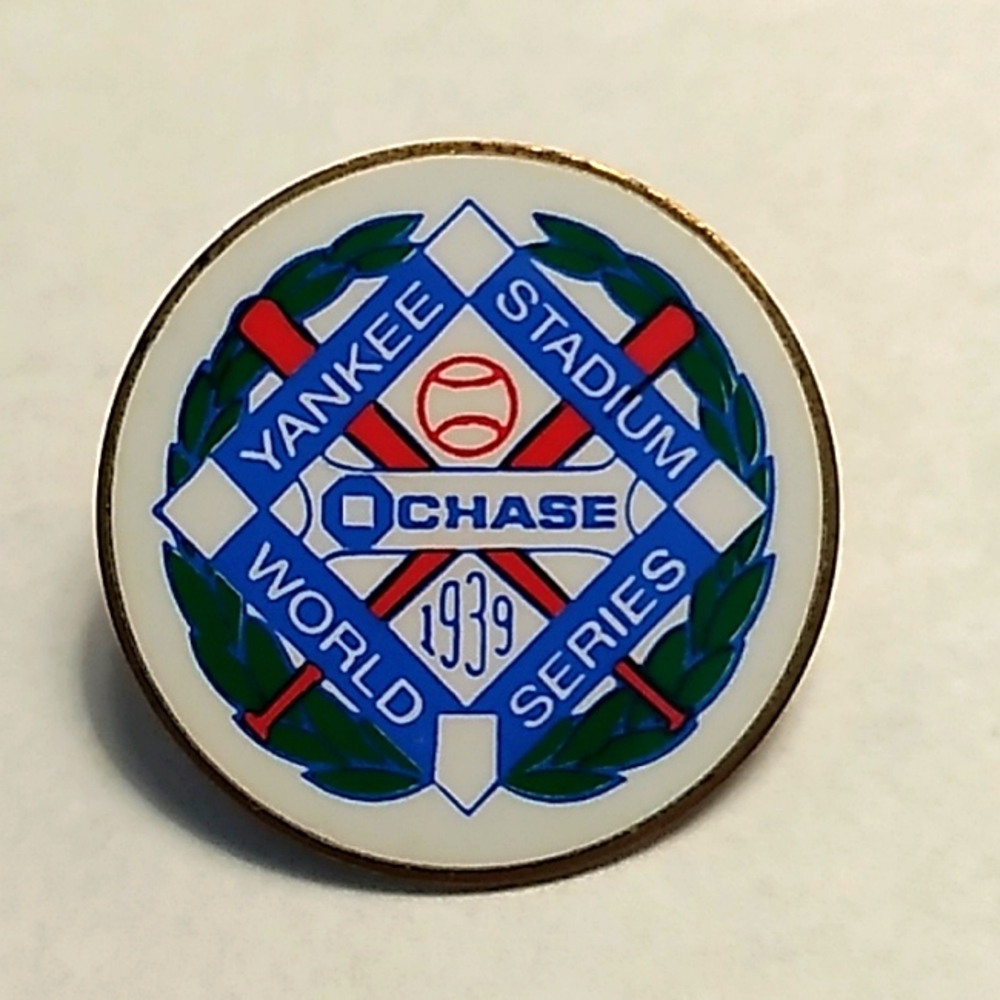 YANKEE
STADIUM
CHASE
1939
WORLD
SERIES